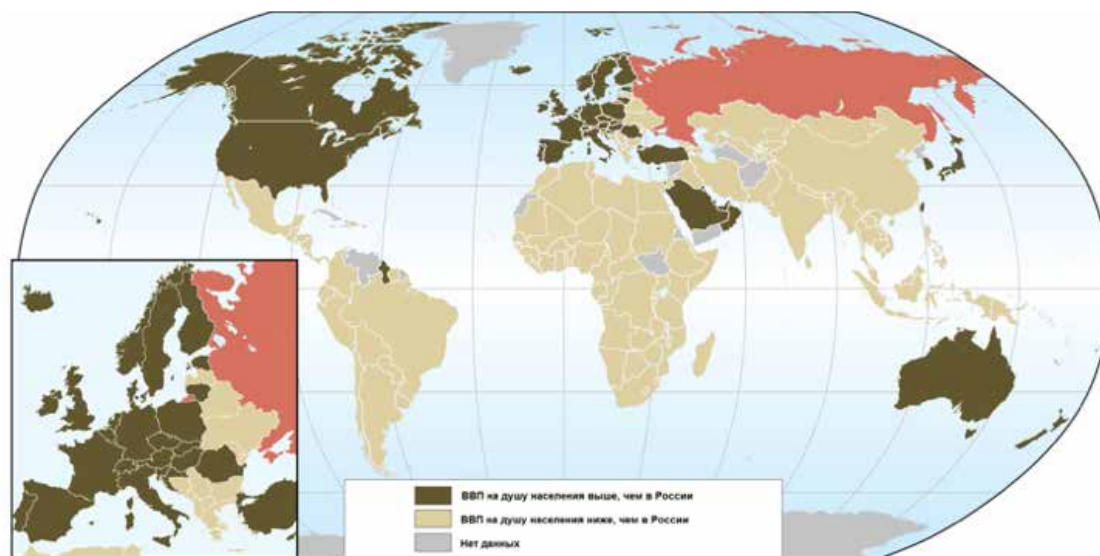 ВВП на душу населения выше, чем в России
ВВП на душу населения ниже, чем в России
Нет данных